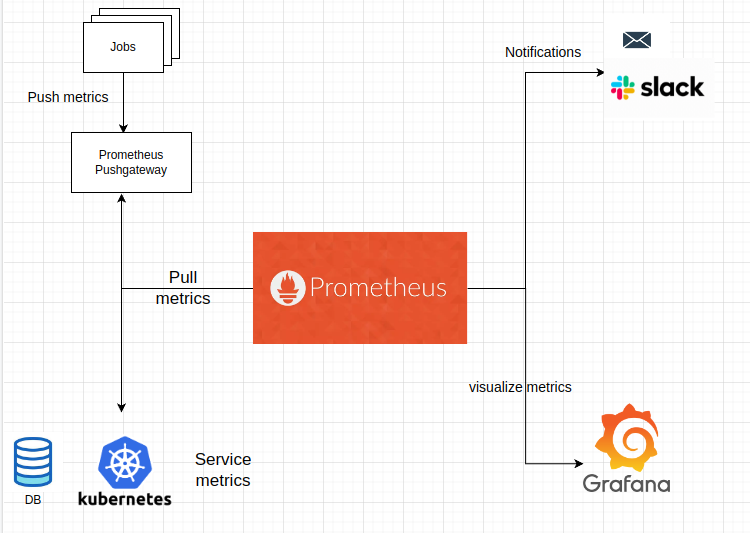 Jobs
Push metrics
Prometheus
Pushgateway
Pull
metrics
Prometheus
Notifications
slack
visualize metrics
Grafana
DB
kubernetes
Service
metrics